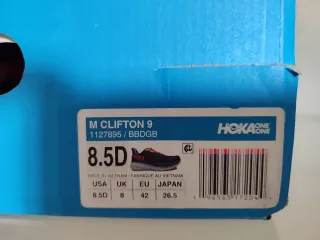 M CLIFTON 9
1127895 / BBDGB
HOKA ONE ONE
8.5D
MADE IN VIETNAM / FABRIQUÉ AU VIETNAM
USA UK EU JAPAN
8.5D 8 42 26.5